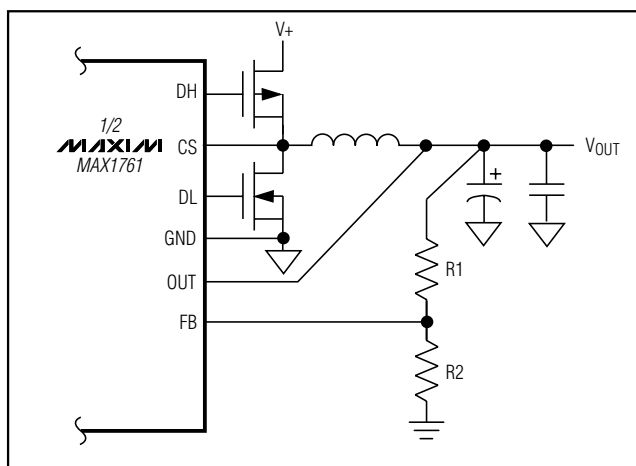 V+
DH
1/2
MAXIM
MAX1761
CS
VOUT
+
DL
GND
OUT
R1
FB
R2